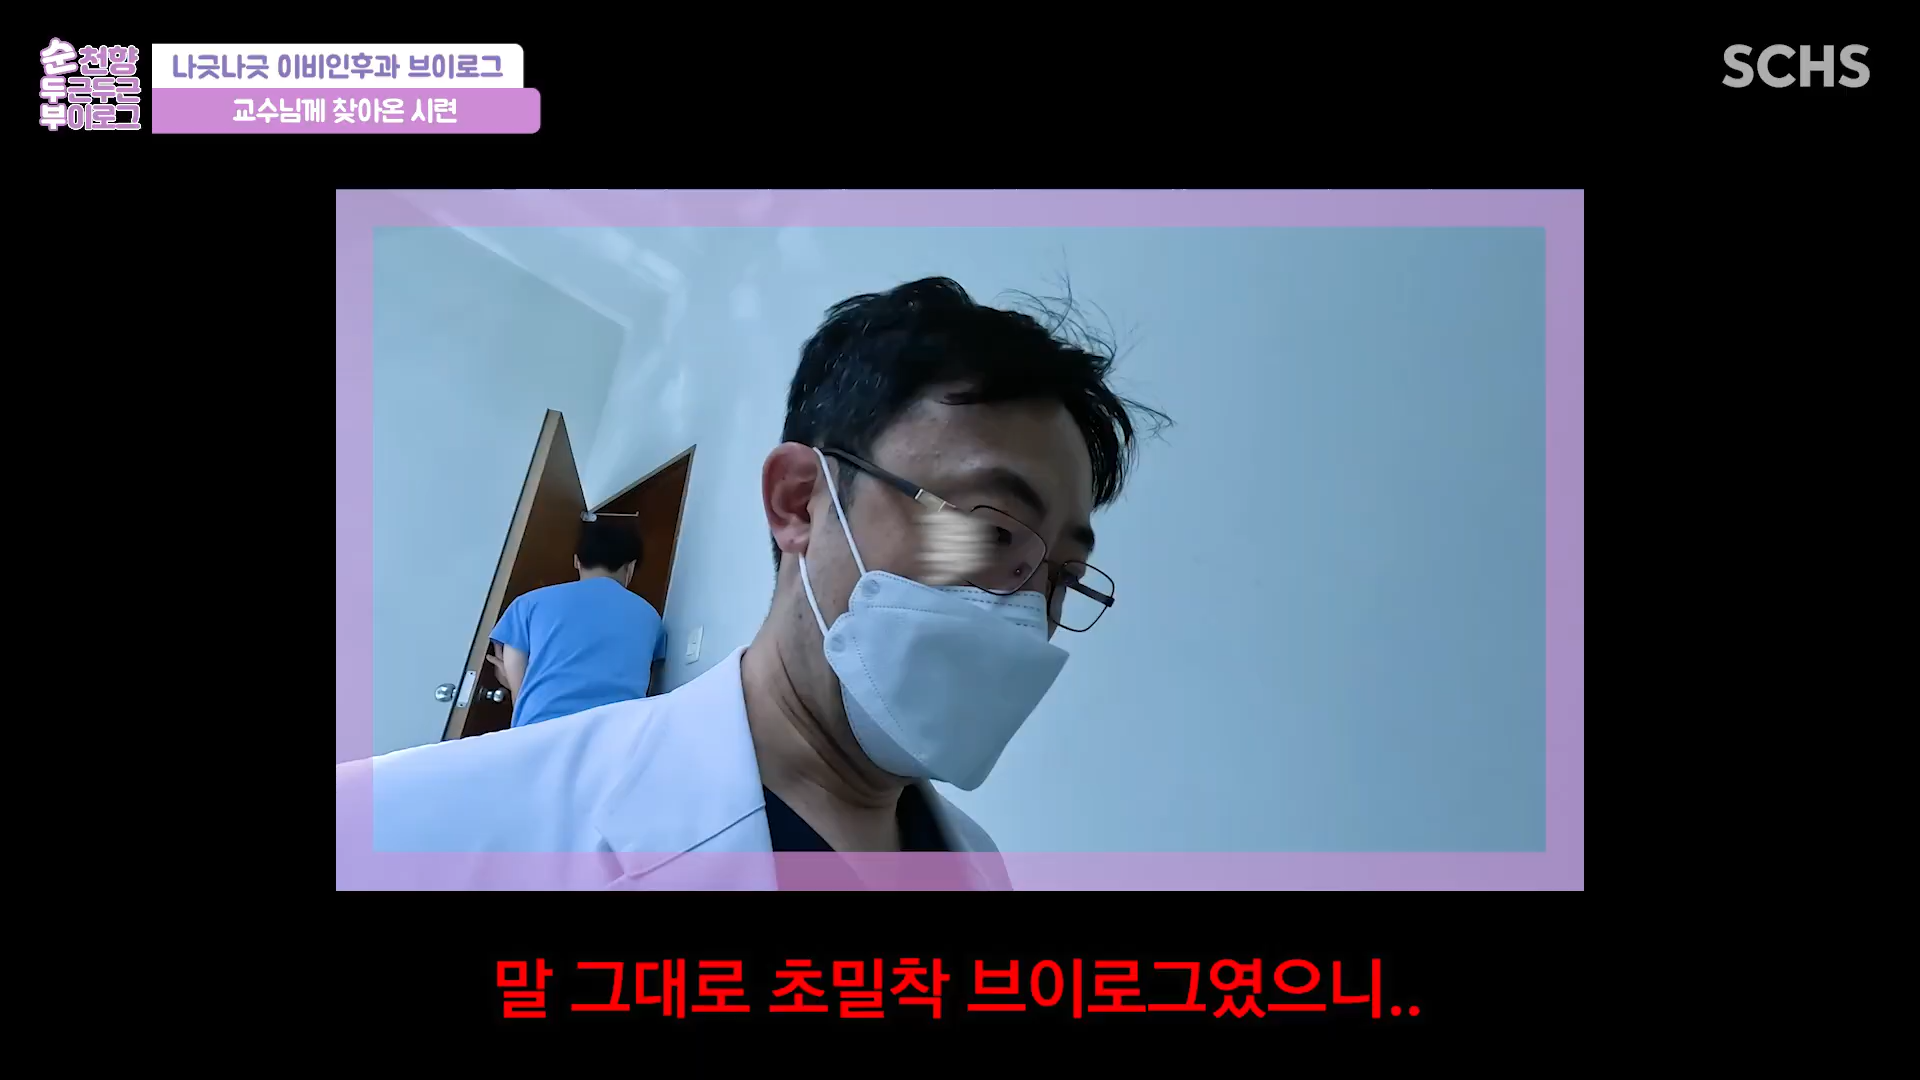 순천향
두근두근
부이로그
나긋나긋 이비인후과 브이로그
교수님께 찾아온 시련
SCHS
말 그대로 초밀착 브이로그였으니..